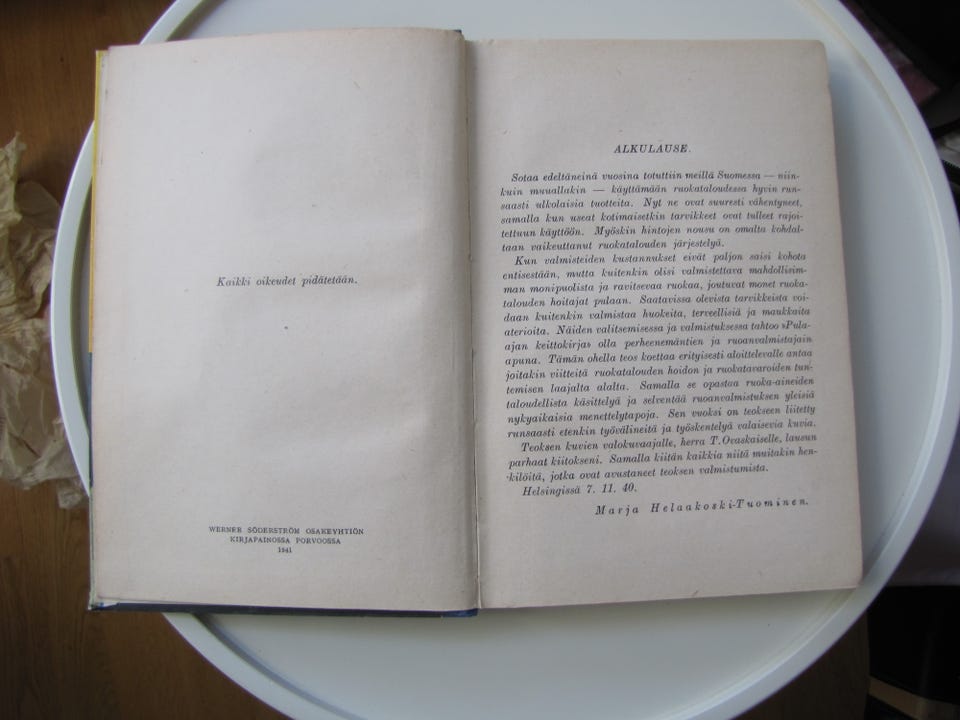 Kaikki oikeudet pidätetään.
WERNER SÖDERSTRÖM OSAKEYHTIÖN
KIRJAPAINOSSA PORVOOSSA
1941
ALKULAUSE.
Sotaa edeltäneinä vuosina totuttiin meillä Suomessa — niin-
kuin muuallakin — käyttämään ruokataloudessa hyvin run-
saasti ulkolaisia tuotteita. Nyt ne ovat suuresti vähentyneet,
samalla kun useat kotimaisetkin tarvikkeet ovat tulleet rajoi-
tettuun käyttöön. Myöskin hintojen nousu on omalta kohdal-
taan vaikeuttanut ruokatalouden järjestelyä.
Kun valmisteiden kustannukset eivät paljon saisi kohota
entisestään, mutta kuitenkin olisi valmistettava mahdollisim-
man monipuolista ja ravitsevaa ruokaa, joutuvat monet ruoka-
talouden hoitajat pulaan. Saatavissa olevista tarvikkeista voi-
daan kuitenkin valmistaa huokeita, terveellisiä ja maukkaita
aterioita. Näiden valitsemisessa ja valmistuksessa tahtoo »Pula-
ajan keittokirja» olla perheenemäntien ja ruoanvalmistajain
apuna. Tämän ohella teos koettaa erityisesti aloittelevalle antaa
joitakin viitteitä ruokatalouden hoidon ja ruokatavaroiden tun-
temisen laajalta alalta. Samalla se opastaa ruoka-aineiden
taloudellista käsittelyä ja selventää ruoanvalmistuksen yleisiä
nykyaikaisia menettelytapoja. Sen vuoksi on teokseen liitetty
runsaasti etenkin työvälineitä ja työskentelyä valaisevia kuvia.
Teoksen kuvien valokuvaajalle, herra T. Ovaskaiselle, lausun
parhaat kiitokseni. Samalla kiitän kaikkia niitä muitakin hen-
kilöitä, jotka ovat avustaneet teoksen valmistumista.
Helsingissä 7. 11. 40.
Marja Helaakoski-Tuominen.